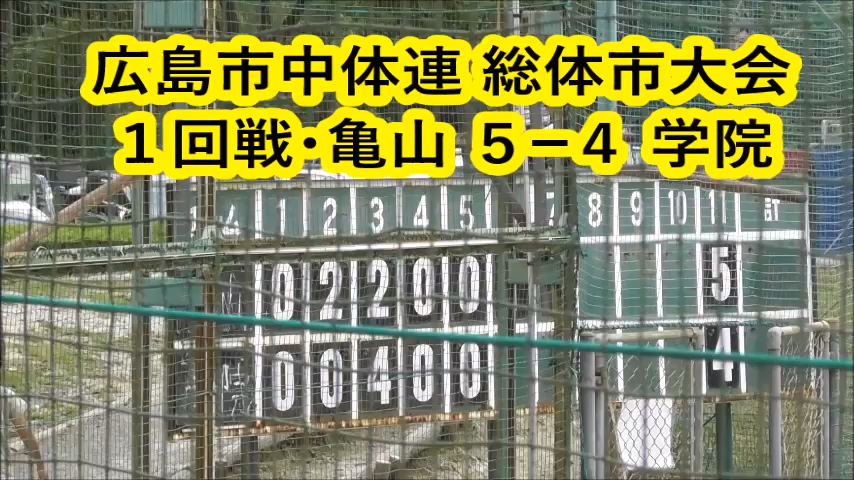 広島市中体連 総体市大会
１回戦･亀山 ５－４ 学院
1 2 3 4 5 7 8 9 10 11 計
0 2 2 0 0 5
0 0 4 0 0 4